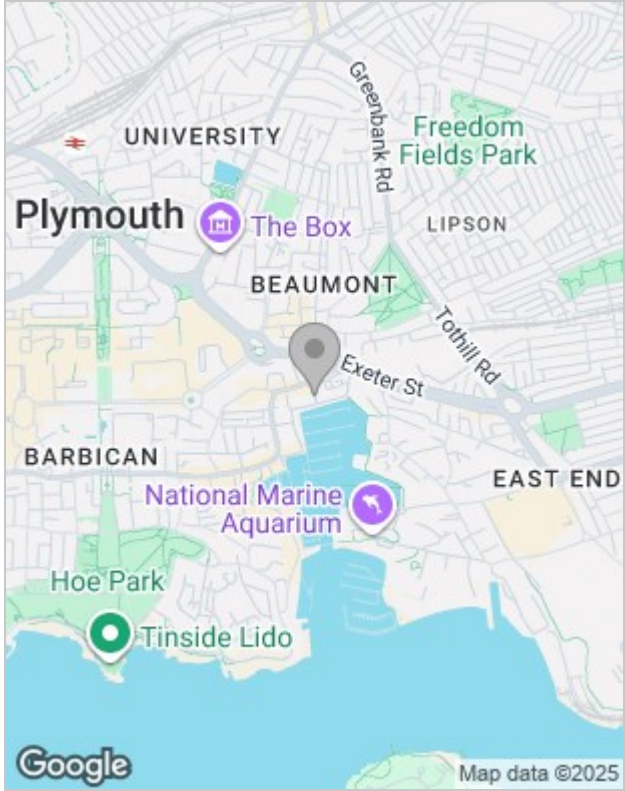 Greenbank Rd
Freedom
Fields Park
UNIVERSITY
Plymouth
The Box
LIPSON
BEAUMONT
Tothill Rd
Exeter St
BARBICAN
EAST END
National Marine
Aquarium
Hoe Park
Tinside Lido
Google
Map data ©2025